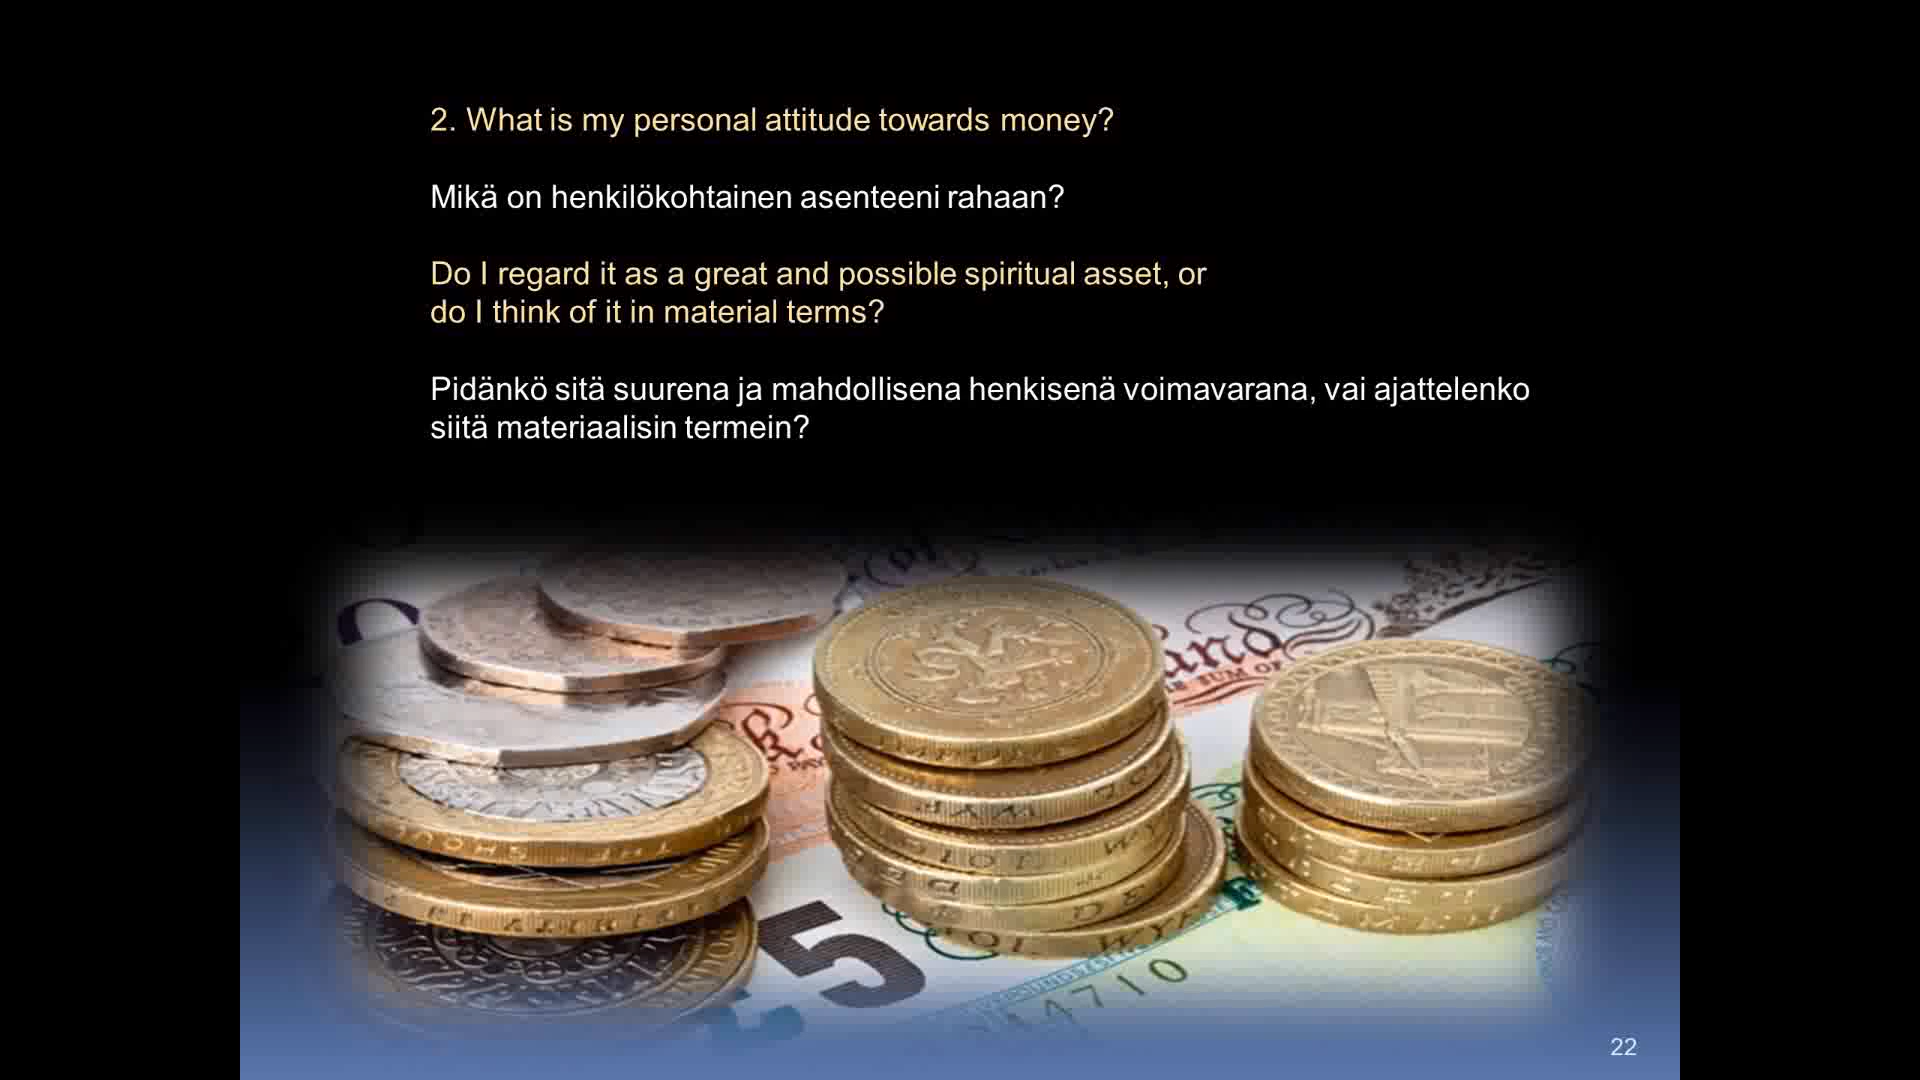 2. What is my personal attitude towards money?
Mikä on henkilökohtainen asenteeni rahaan?
Do I regard it as a great and possible spiritual asset, or
do I think of it in material terms?
Pidänkö sitä suurena ja mahdollisena henkisenä voimavarana, vai ajattelenko
siitä materiaalisin termein?
£5
22